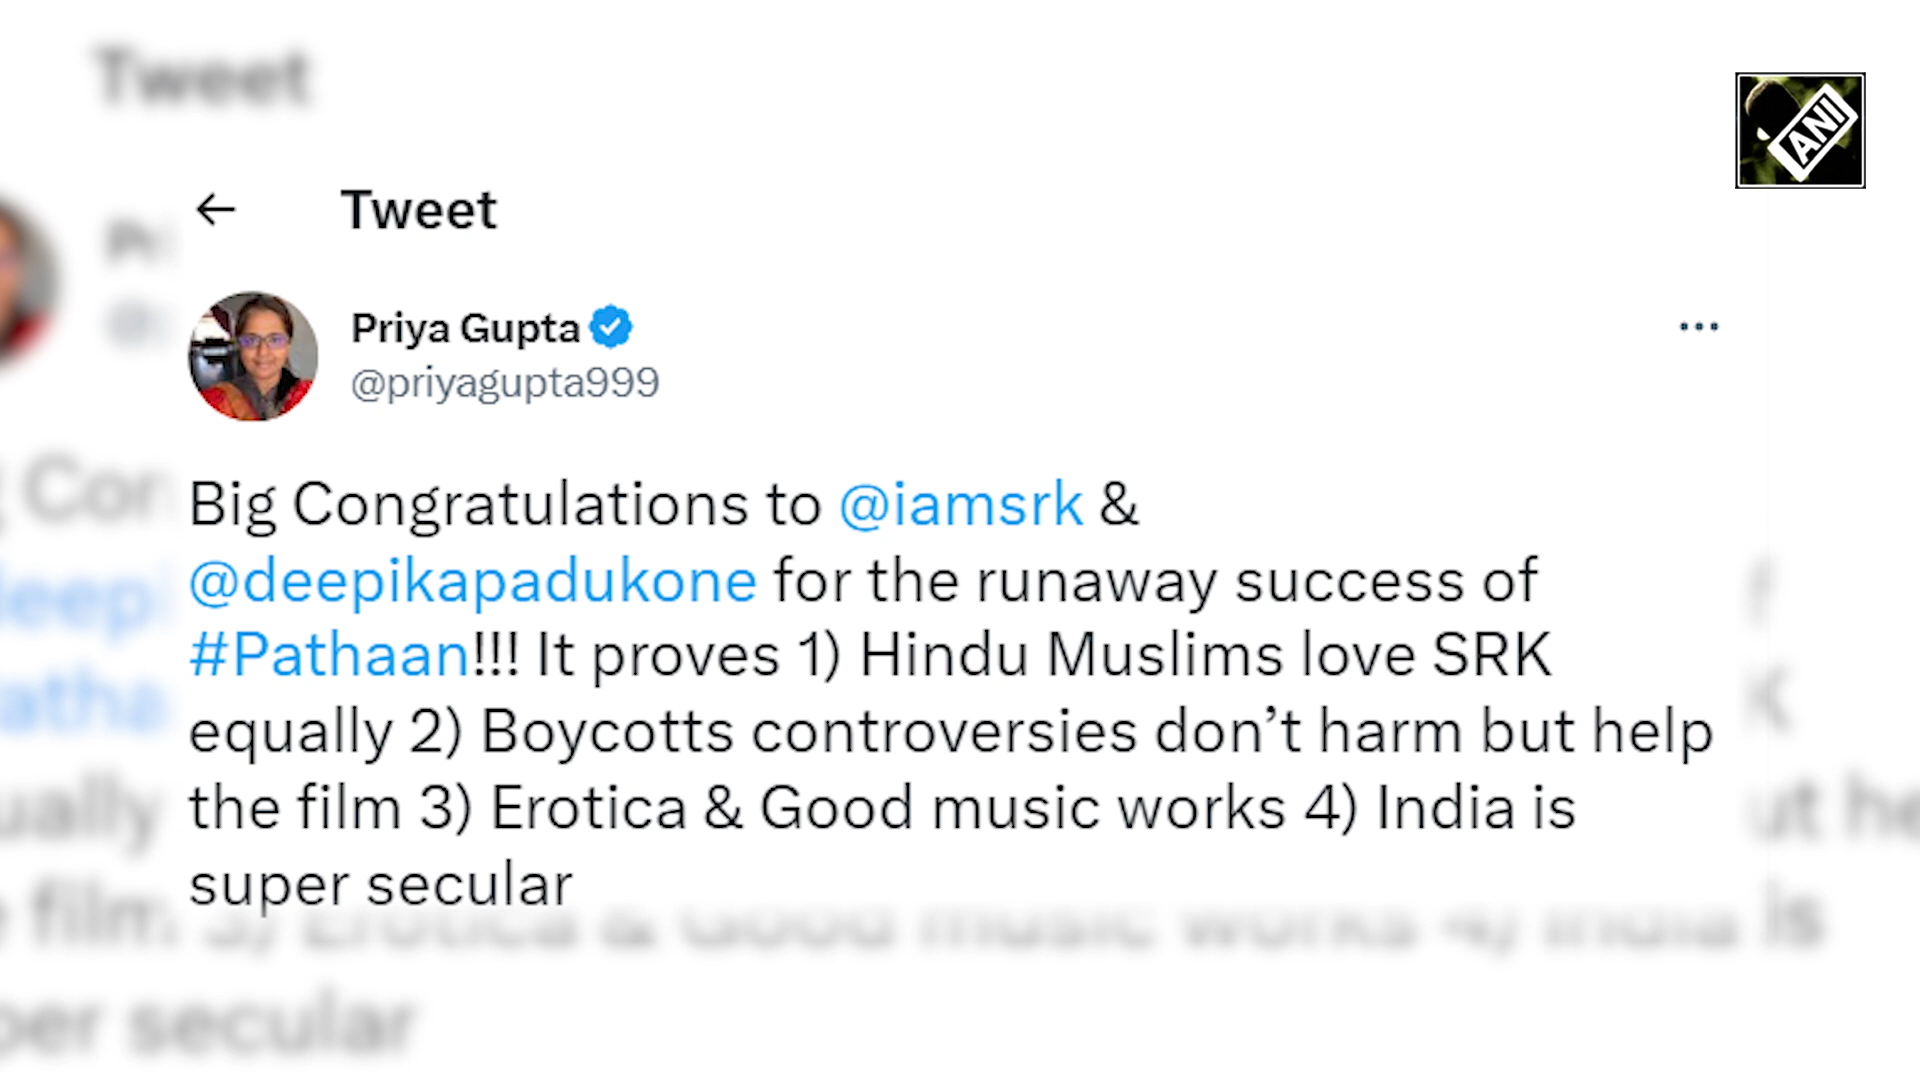 Tweet
ANI
← Tweet
Priya Gupta
@priyagupta999
Big Congratulations to @iamsrk &
@deepikapadukone for the runaway success of
#Pathaan!!! It proves 1) Hindu Muslims love SRK
equally 2) Boycotts controversies don’t harm but help
the film 3) Erotica & Good music works 4) India is
super secular